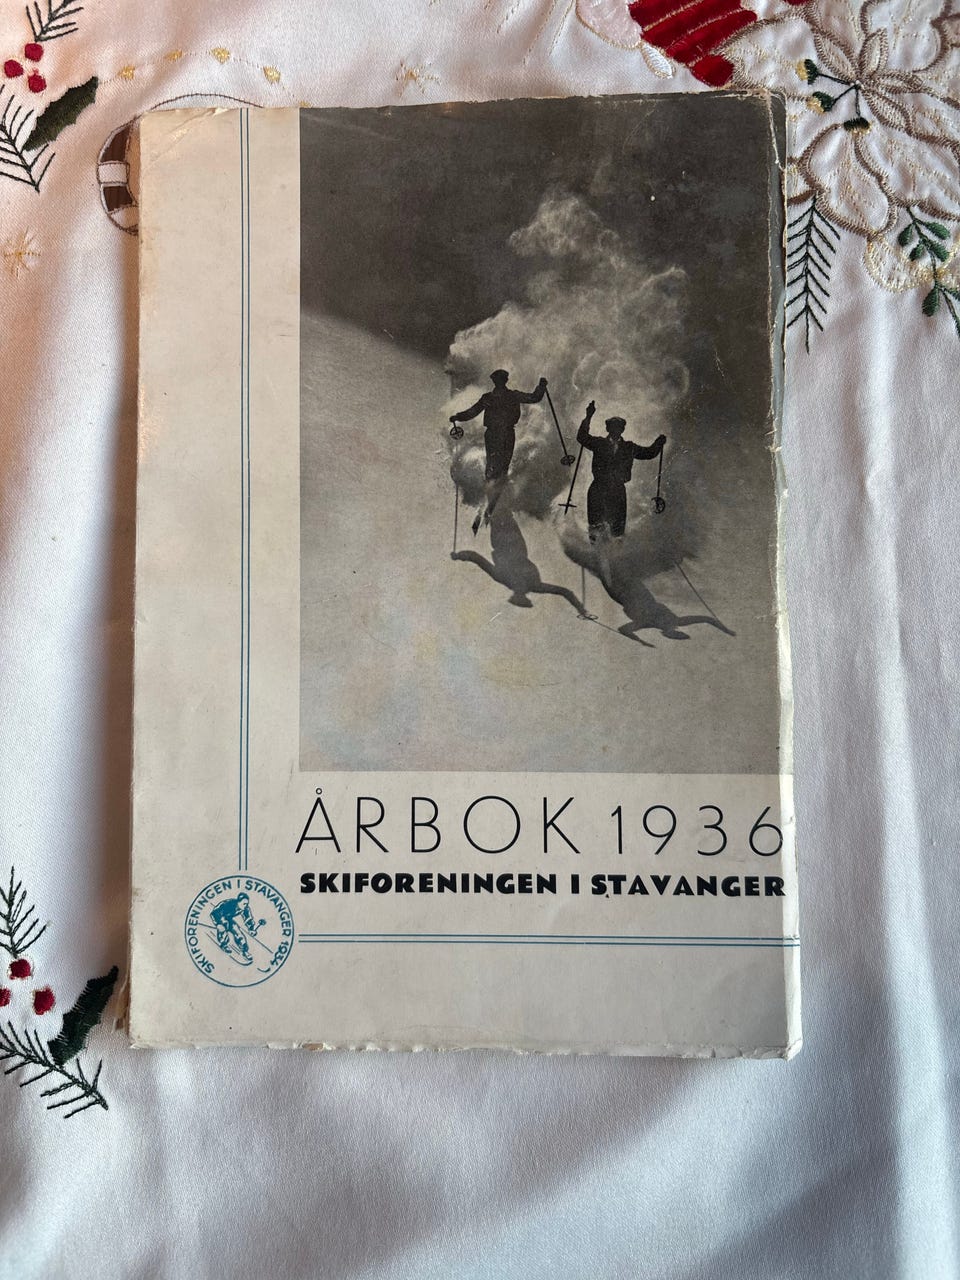 ÅRBOK 1936
SKIFORENINGEN I STAVANGER
SKIFORENINGEN I STAVANGER 1934